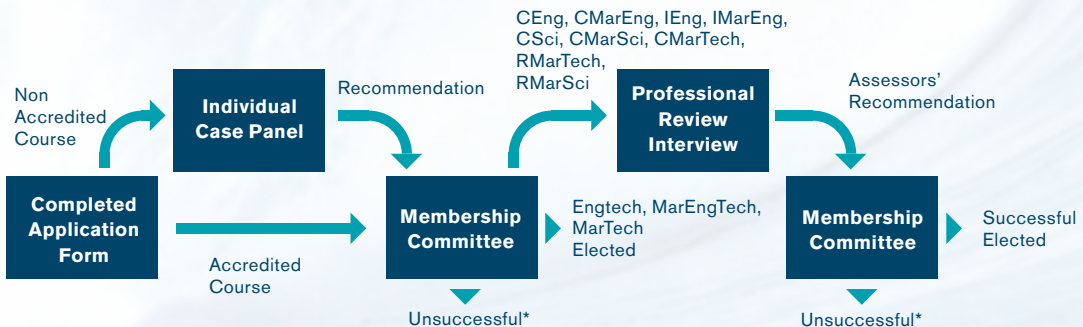 Non
Accredited
Course
Individual
Case Panel
Recommendation
CEng, CMarEng, IEng, IMarEng,
CSci, CMarSci, CMarTech,
RMarTech,
RMarSci
Professional
Review
Interview
Assessors'
Recommendation
Completed
Application
Form
Accredited
Course
Membership
Committee
Engtech, MarEngTech,
MarTech
Elected
Unsuccessful*
Membership
Committee
Successful
Elected
Unsuccessful*